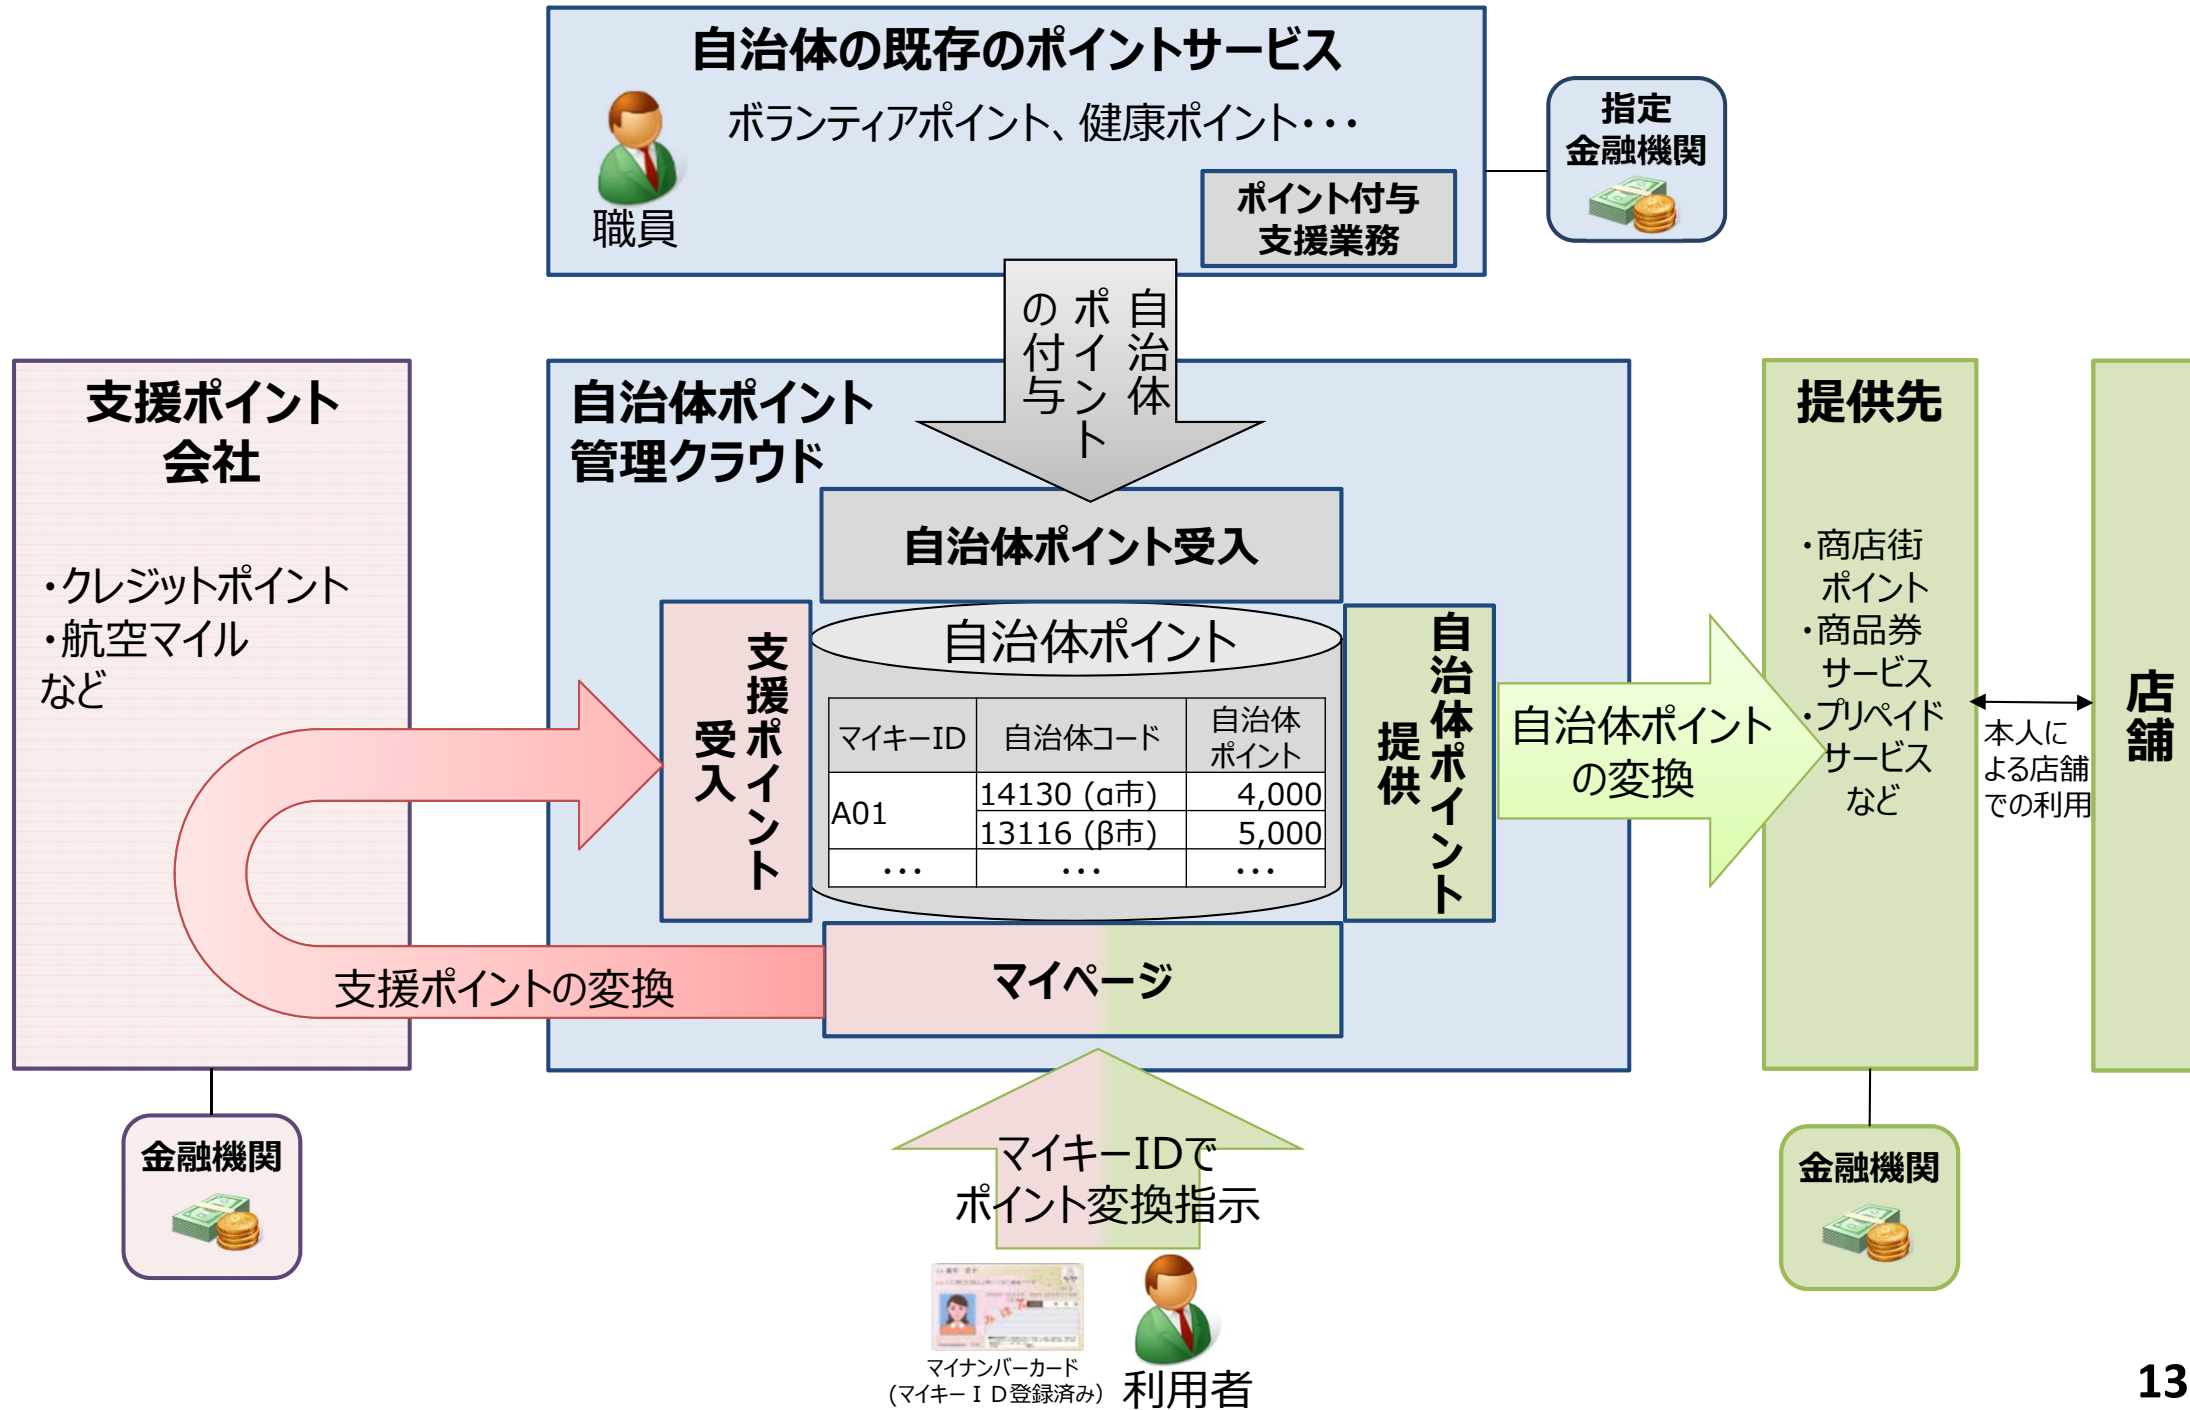 自治体の既存のポイントサービス
ボランティアポイント、健康ポイント・・・
職員
ポイント付与
支援業務
指定
金融機関
自治体
ポイント
の付与
支援ポイント
会社
・クレジットポイント
・航空マイル
など
自治体ポイント
管理クラウド
自治体ポイント受入
支援ポイント
受入
自治体ポイント
マイキーID 自治体コード 自治体
ポイント
A01 14130 (α市) 4,000
13116 (β市) 5,000
・・・ ・・・ ・・・
自治体ポイント
提供
自治体ポイント
の変換
提供先
・商店街
ポイント
・商品券
サービス
・プリペイド
サービス
など
本人に
よる店舗
での利用
店舗
支援ポイントの変換
マイページ
金融機関
マイキーIDで
ポイント変換指示
金融機関
マイナンバーカード
(マイキーＩＤ登録済み)
利用者
13